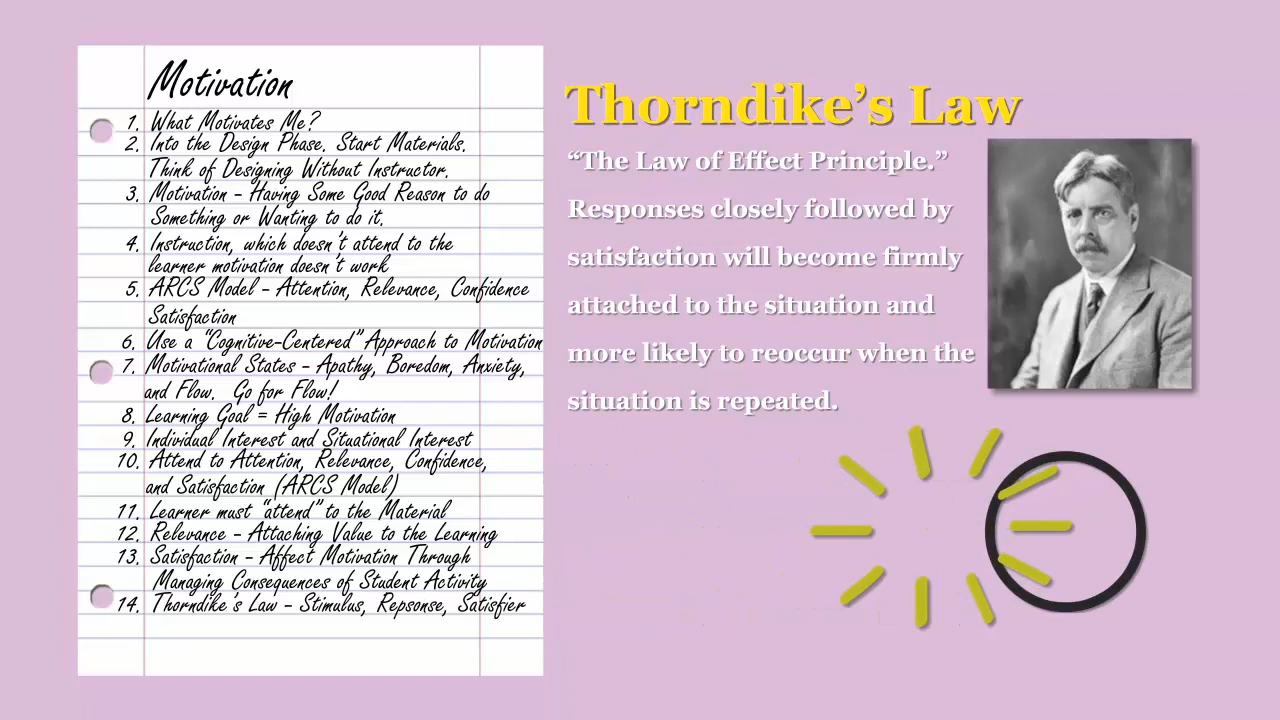 Motivation
1. What Motivates Me?
2. Into the Design Phase. Start Materials.
Think of Designing Without Instructor.
3. Motivation - Having Some Good Reason to do
Something or Wanting to do it.
4. Instruction, which doesn't attend to the
learner motivation doesn't work
5. ARCS Model - Attention, Relevance, Confidence
Satisfaction
6. Use a "Cognitive-Centered" Approach to Motivation
7. Motivational States - Apathy, Boredom, Anxiety,
and Flow. Go for Flow!
8. Learning Goal = High Motivation
9. Individual Interest and Situational Interest
10. Attend to Attention, Relevance, Confidence,
and Satisfaction (ARCS Model)
11. Learner must "attend" to the Material
12. Relevance - Attaching Value to the Learning
13. Satisfaction - Affect Motivation Through
Managing Consequences of Student Activity
14. Thorndike's Law - Stimulus, Repsonse, Satisfier
Thorndike's Law
“The Law of Effect Principle.”
Responses closely followed by
satisfaction will become firmly
attached to the situation and
more likely to reoccur when the
situation is repeated.